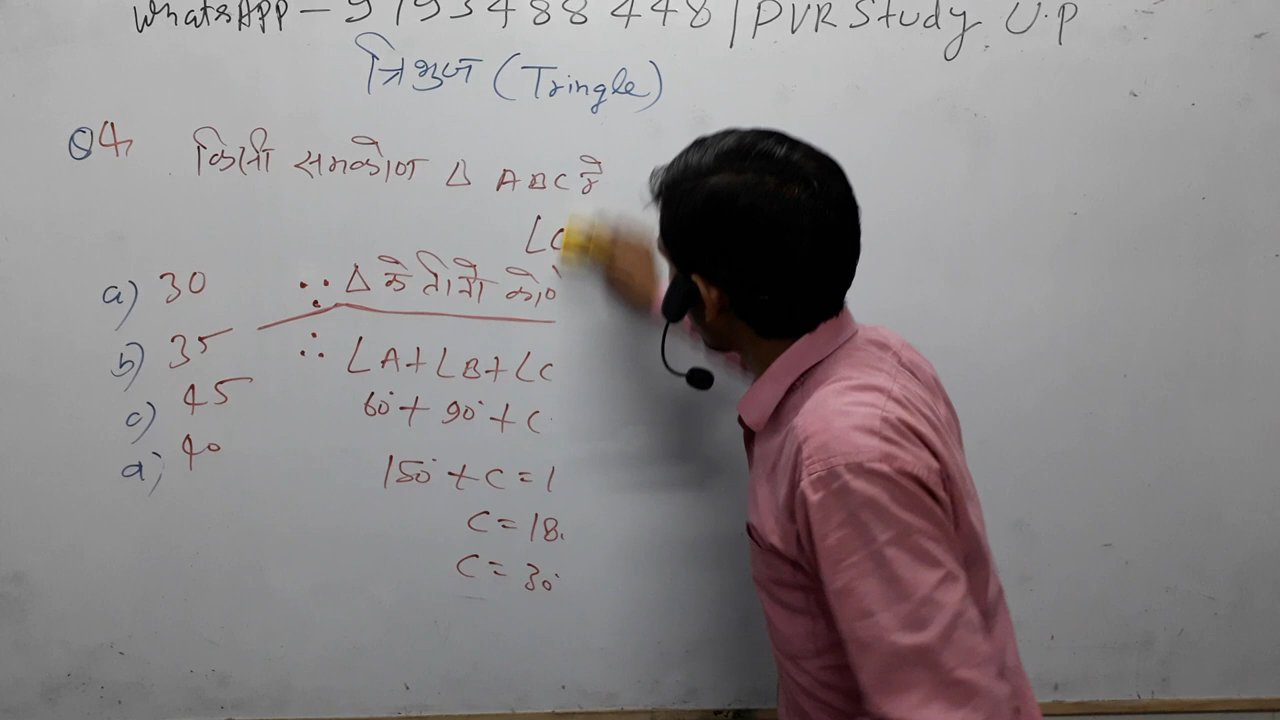 WhatsAPP - 9193488448 | PVR Study U.P
त्रिभुज (Tringle)
Q4 किसी समकोण Δ ABC में
∠C
a) 30
∵ Δ के तीनो
b) 35
∴ ∠A+∠B+∠C
c) 45
60°+ 90°+ C
d) 40
150°+ C = 1
C = 18
C = 30°